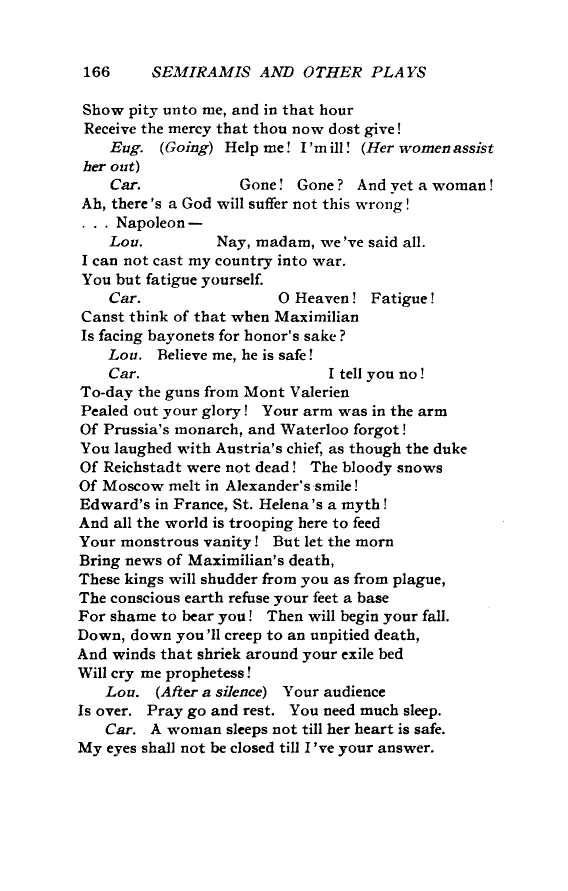 166 SEMIRAMIS AND OTHER PLAYS
Show pity unto me, and in that hour
Receive the mercy that thou now dost give!
Eug. (Going) Help me! I'm ill! (Her women assist
her out)
Car. Gone! Gone? And yet a woman!
Ah, there's a God will suffer not this wrong!
. . . Napoleon—
Lou. Nay, madam, we've said all.
I can not cast my country into war.
You but fatigue yourself.
Car. O Heaven! Fatigue!
Canst think of that when Maximilian
Is facing bayonets for honor's sake?
Lou. Believe me, he is safe!
Car. I tell you no!
To-day the guns from Mont Valerien
Pealed out your glory! Your arm was in the arm
Of Prussia's monarch, and Waterloo forgot!
You laughed with Austria's chief, as though the duke
Of Reichstadt were not dead! The bloody snows
Of Moscow melt in Alexander's smile!
Edward's in France, St. Helena's a myth!
And all the world is trooping here to feed
Your monstrous vanity! But let the morn
Bring news of Maximilian's death,
These kings will shudder from you as from plague,
The conscious earth refuse your feet a base
For shame to bear you! Then will begin your fall.
Down, down you'll creep to an unpitied death,
And winds that shriek around your exile bed
Will cry me prophetess!
Lou. (After a silence) Your audience
Is over. Pray go and rest. You need much sleep.
Car. A woman sleeps not till her heart is safe.
My eyes shall not be closed till I've your answer.